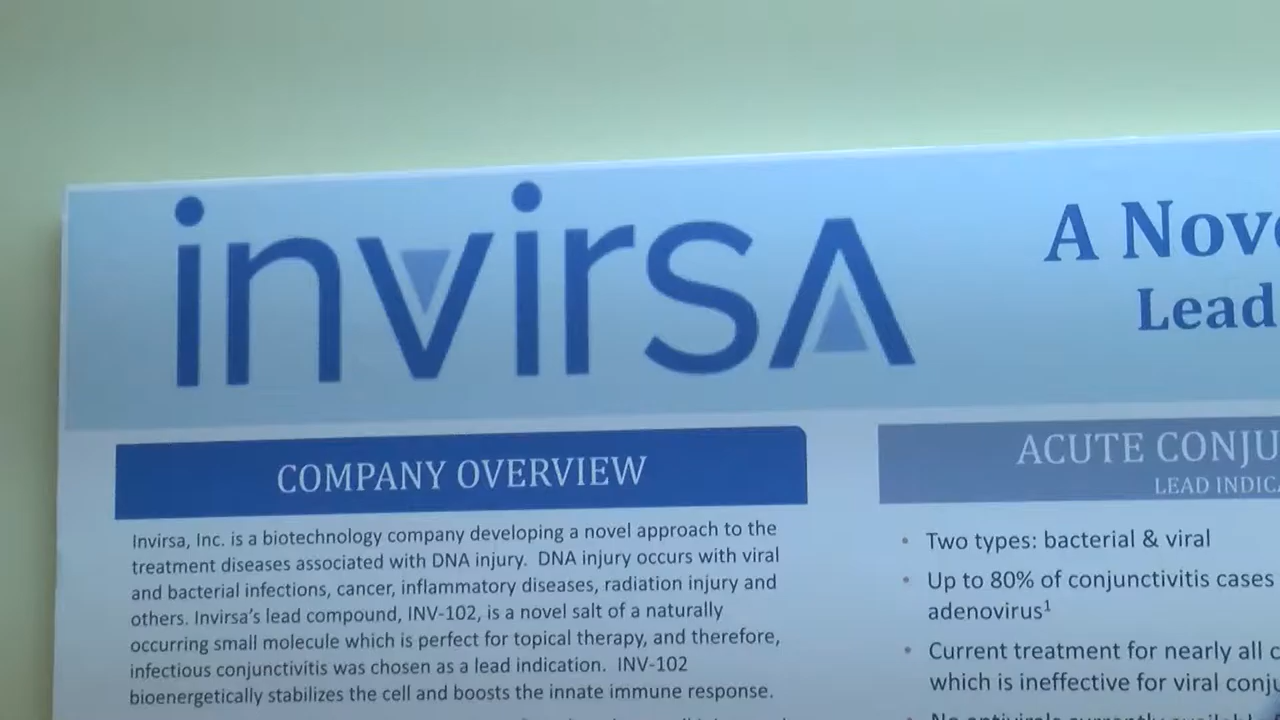 invirsA
A Nov
Lead
COMPANY OVERVIEW
Invirsa, Inc. is a biotechnology company developing a novel approach to the
treatment diseases associated with DNA injury. DNA injury occurs with viral
and bacterial infections, cancer, inflammatory diseases, radiation injury and
others. Invirsa's lead compound, INV-102, is a novel salt of a naturally
occurring small molecule which is perfect for topical therapy, and therefore,
infectious conjunctivitis was chosen as a lead indication. INV-102
bioenergetically stabilizes the cell and boosts the innate immune response.
ACUTE CONJU
LEAD INDICA
• Two types: bacterial & viral
• Up to 80% of conjunctivitis cases
adenovirus¹
• Current treatment for nearly all c
which is ineffective for viral conju